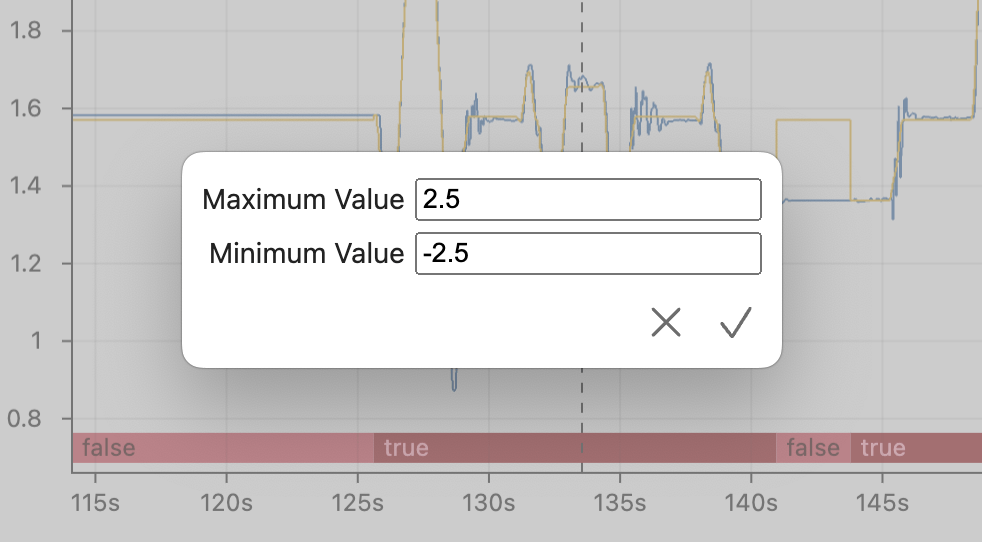 1.8
1.6
1.4
1.2
1
0.8
Maximum Value 2.5
Minimum Value -2.5
false true false true
115s 120s 125s 130s 135s 140s 145s